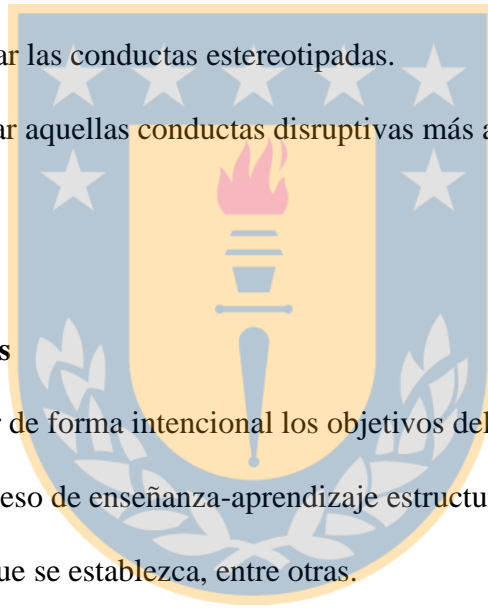 ar las conductas estereotipadas.
ar aquellas conductas disruptivas más a
s
r de forma intencional los objetivos del
eso de enseñanza-aprendizaje estructu
ue se establezca, entre otras.